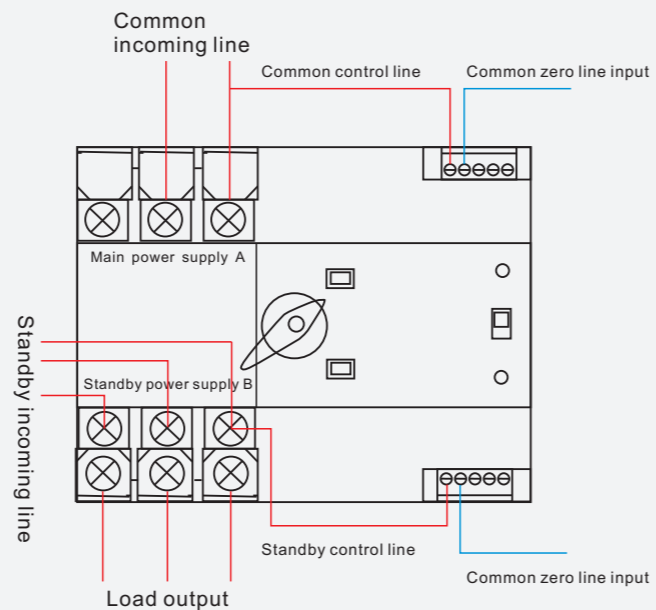 Common
incoming line
Common control line
Common zero line input
Main power supply A
Standby incoming line
Standby power supply B
Standby control line
Common zero line input
Load output